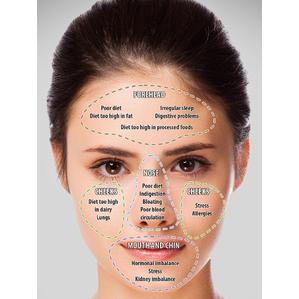 FOREHEAD
Poor diet
Irregular sleep
Diet too high in fat
Digestive problems
Diet too high in processed foods
NOSE
Poor diet
Indigestion
Bloating
Poor blood
circulation
CHEEKS
Diet too high
in dairy
Lungs
CHEEKS
Stress
Allergies
MOUTH AND CHIN
Hormonal imbalance
Stress
Kidney imbalance